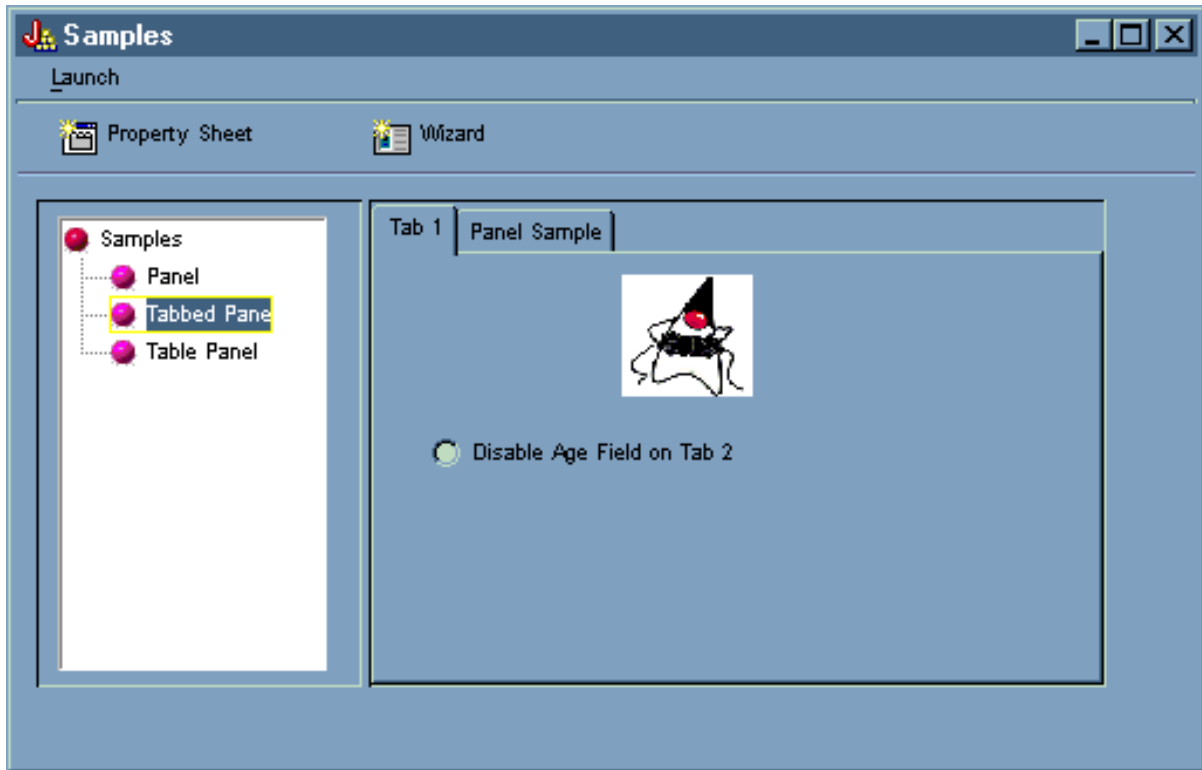 Samples
Launch
Property Sheet
Wizard
Samples
Panel
Tabbed Pane
Table Panel
Tab 1
Panel Sample
Disable Age Field on Tab 2